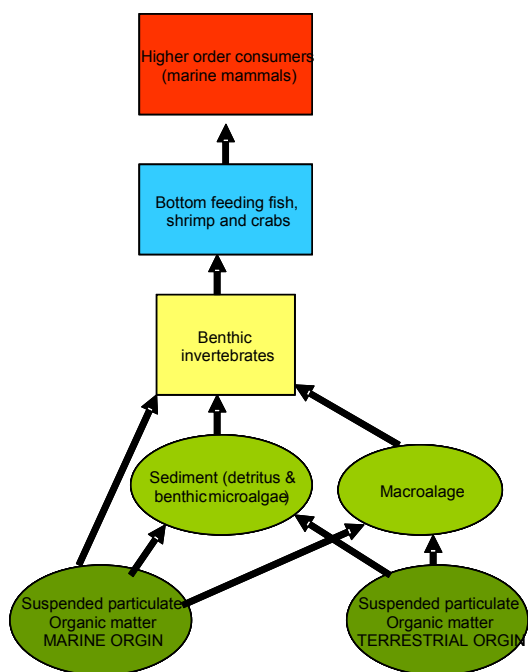 Higher order consumers
(marine mammals)
Bottom feeding fish,
shrimp and crabs
Benthic
invertebrates
Sediment (detritus &
benthic microalgae)
Macroalage
Suspended particulate
Organic matter
MARINE ORGIN
Suspended particulate
Organic matter
TERRESTRIAL ORGIN